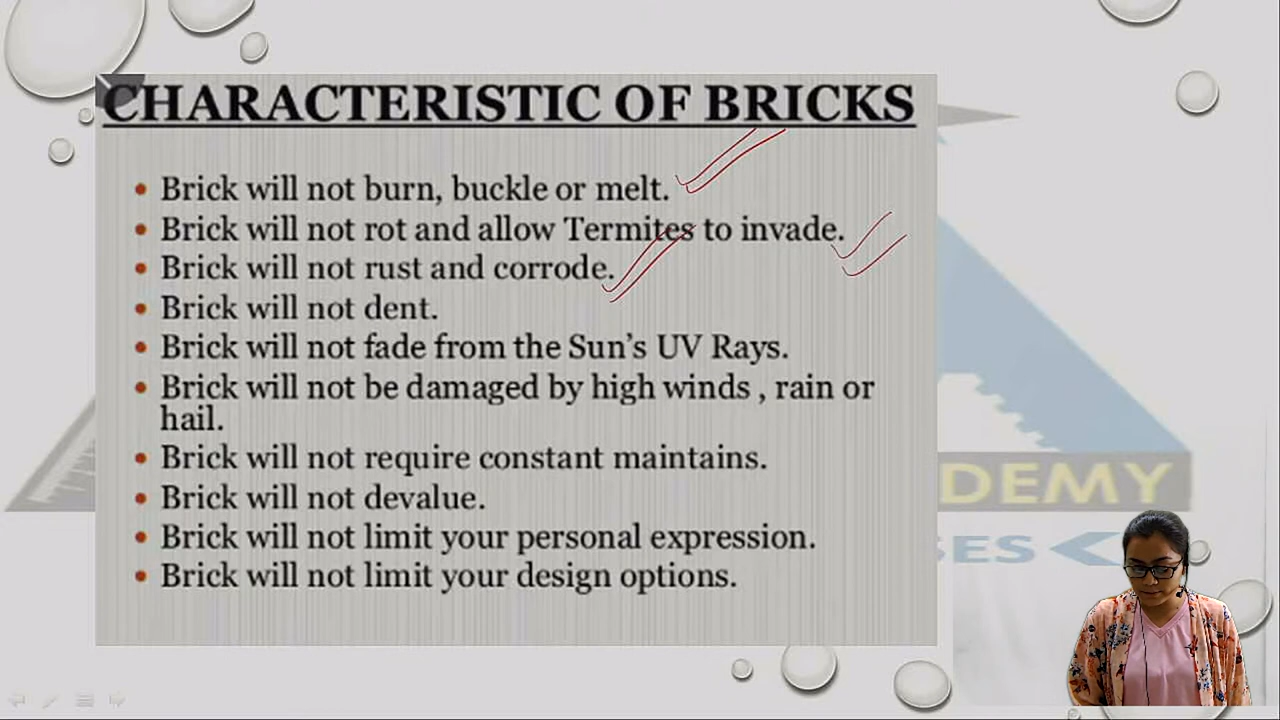 CHARACTERISTIC OF BRICKS
• Brick will not burn, buckle or melt.
• Brick will not rot and allow Termites to invade.
• Brick will not rust and corrode.
• Brick will not dent.
• Brick will not fade from the Sun’s UV Rays.
• Brick will not be damaged by high winds , rain or
hail.
• Brick will not require constant maintains.
• Brick will not devalue.
• Brick will not limit your personal expression.
• Brick will not limit your design options.
DEMY
SES